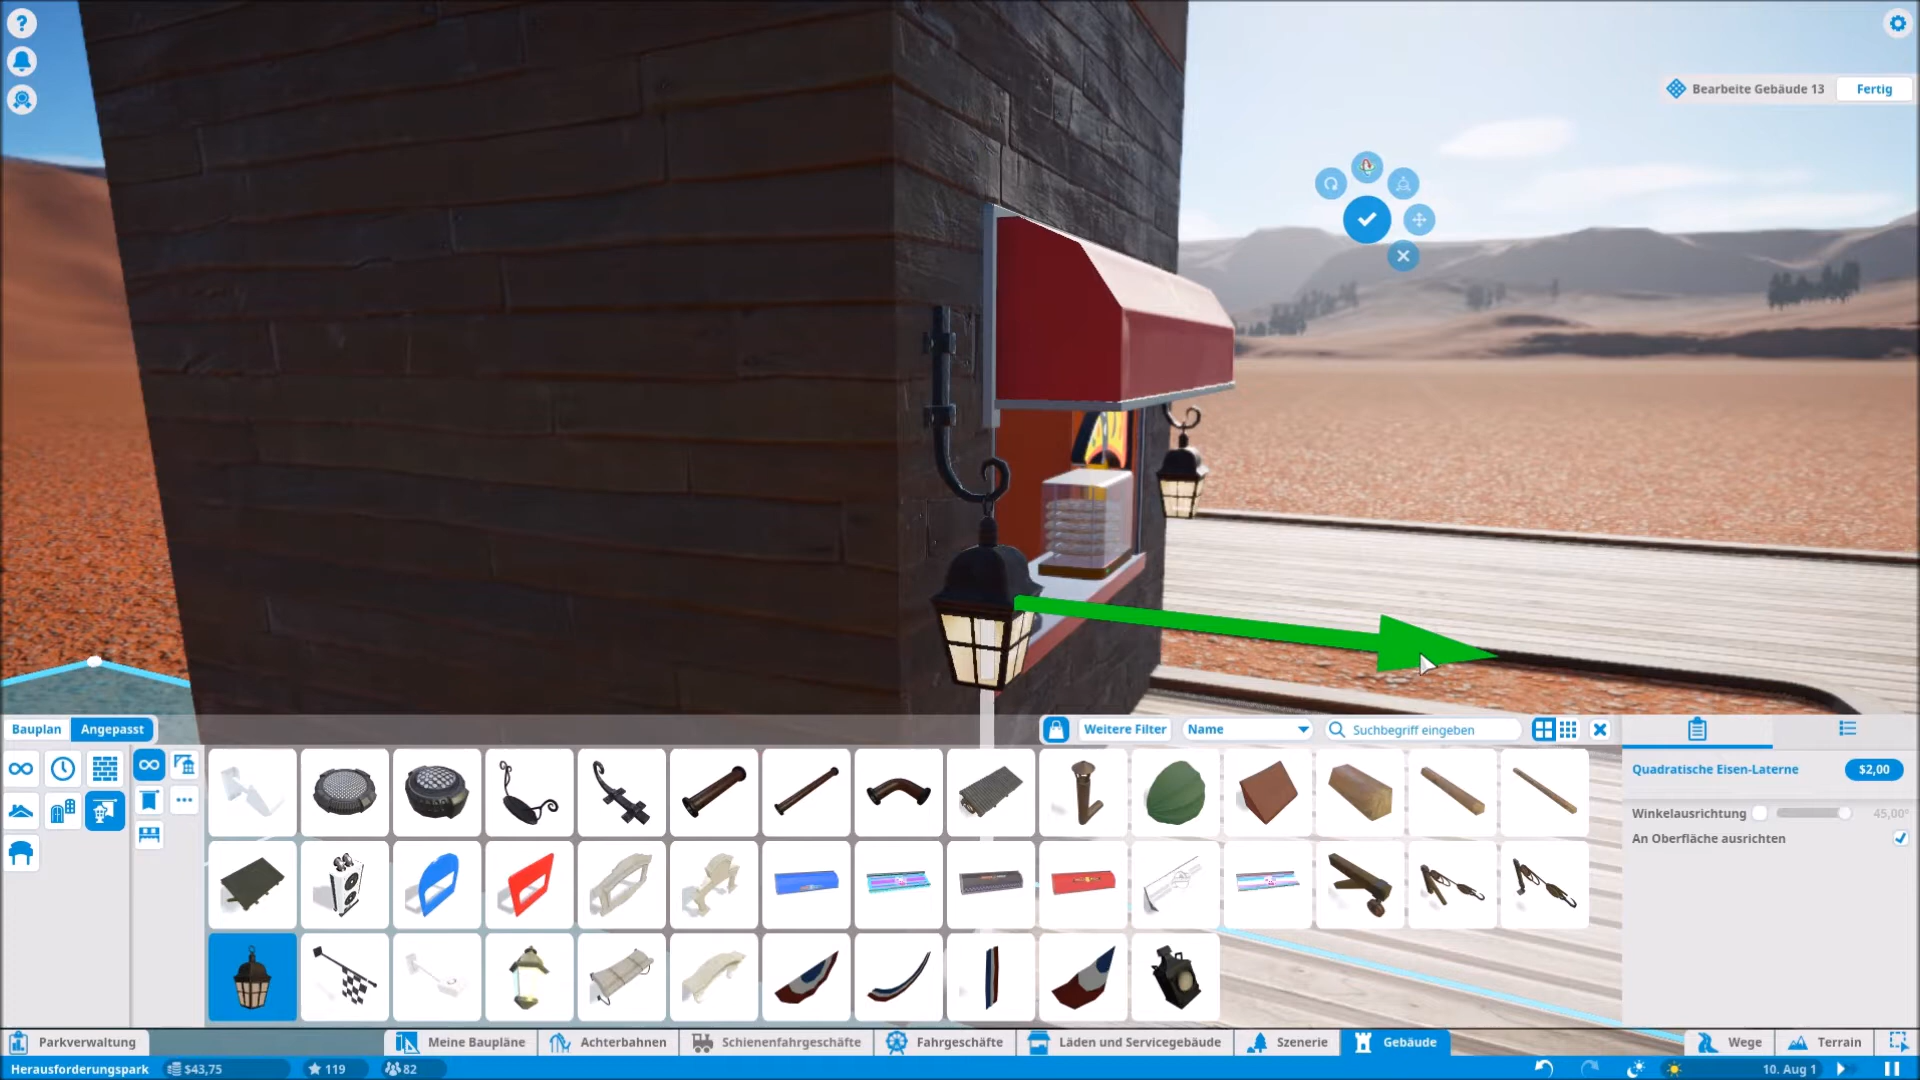 ?
Bearbeite Gebäude 13
Fertig
Bauplan
Angepasst
Weitere Filter
Name
Suchbegriff eingeben
Quadratische Eisen-Laterne
$2,00
Winkelausrichtung
45,00°
An Oberfläche ausrichten
Parkverwaltung
Meine Baupläne
Achterbahnen
Schienenfahrgeschäfte
Fahrgeschäfte
Läden und Servicegebäude
Szenerie
Gebäude
Wege
Terrain
Herausforderungspark
$43,75
119
82
10. Aug 1